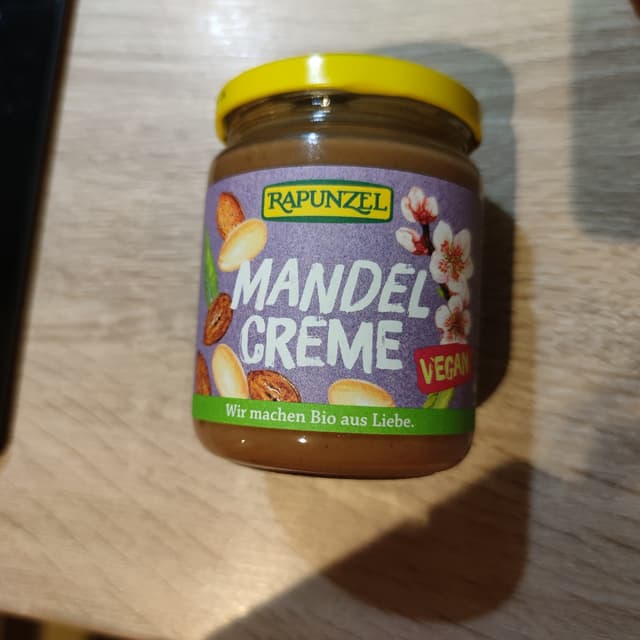 RAPUNZEL
MANDEL
CREME
VEGAN
Wir machen Bio aus Liebe.